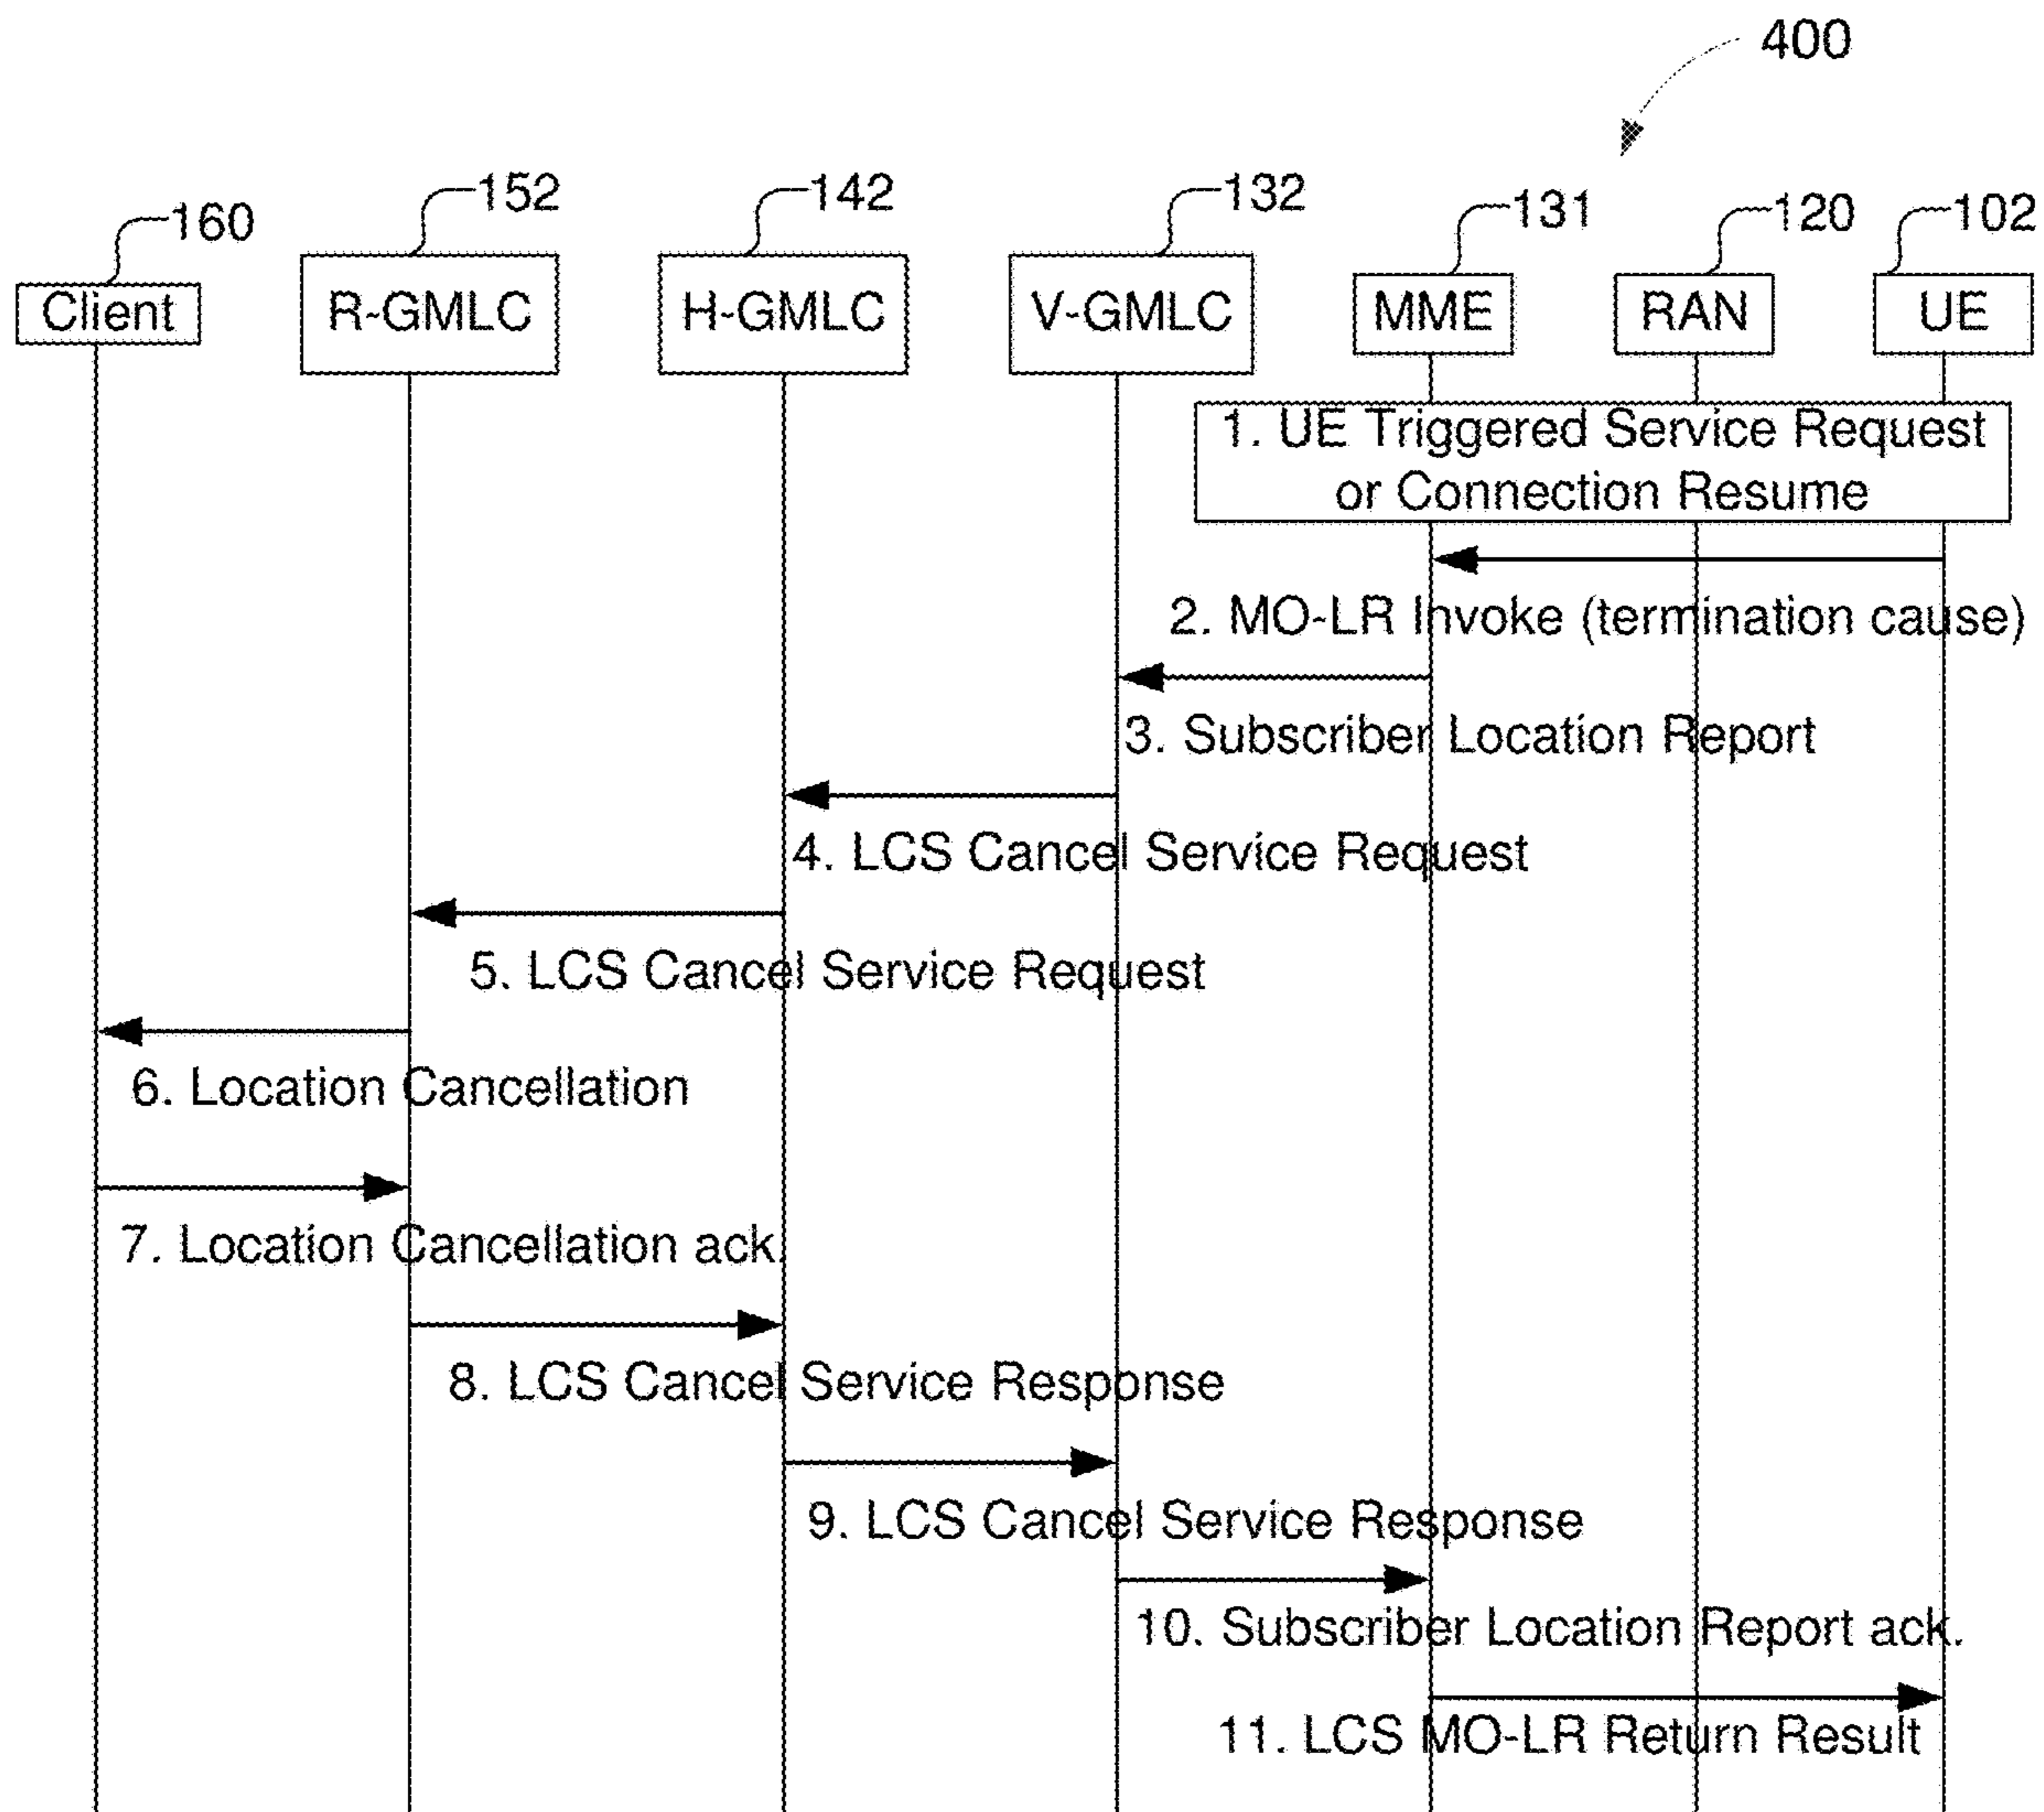 400
160
152
142
132
131
120
102
Client
R-GMLC
H-GMLC
V-GMLC
MME
RAN
UE
1. UE Triggered Service Request
or Connection Resume
2. MO-LR Invoke (termination cause)
3. Subscriber Location Report
4. LCS Cancel Service Request
5. LCS Cancel Service Request
6. Location Cancellation
7. Location Cancellation ack.
8. LCS Cancel Service Response
9. LCS Cancel Service Response
10. Subscriber Location Report ack.
11. LCS MO-LR Return Result